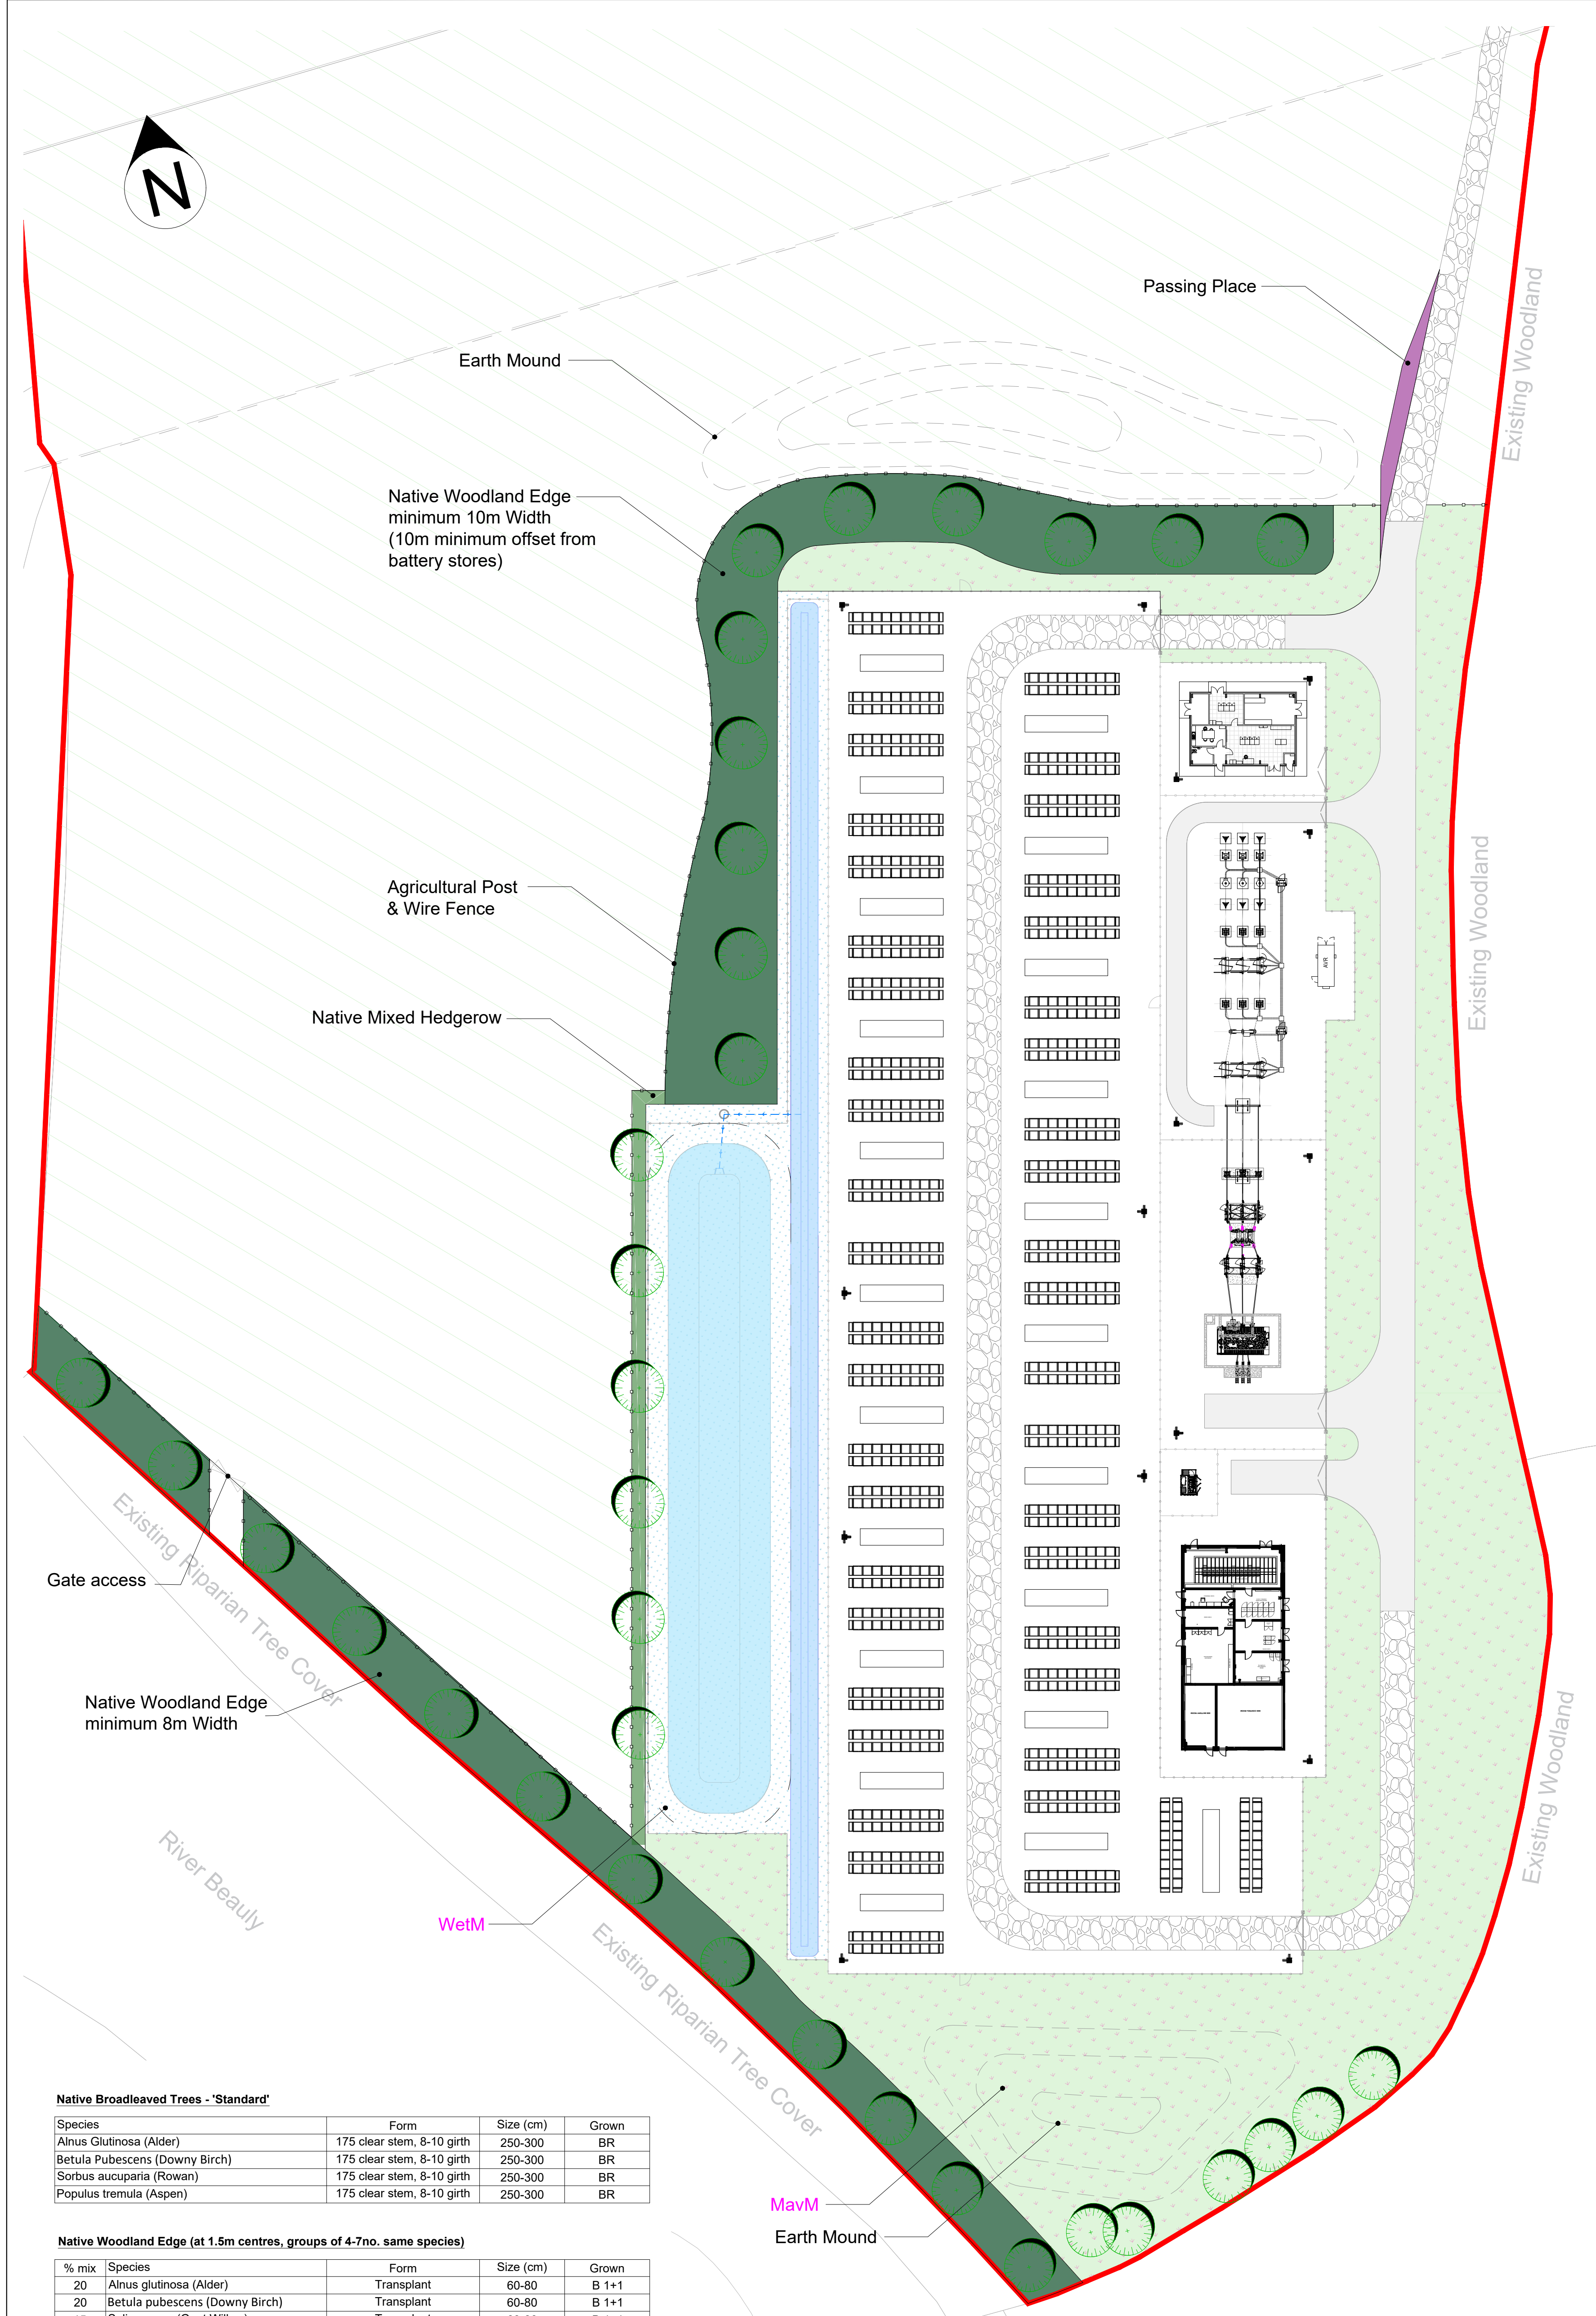 N
Passing Place
Existing Woodland
Earth Mound
Native Woodland Edge
minimum 10m Width
(10m minimum offset from
battery stores)
Agricultural Post
& Wire Fence
Existing Woodland
AVR
Native Mixed Hedgerow
Gate access
Existing Riparian Tree Cover
Native Woodland Edge
minimum 8m Width
River Beauly
WetM
Existing Riparian Tree Cover
Existing Woodland
MavM
Earth Mound
Native Broadleaved Trees - 'Standard'
Species Form Size (cm) Grown
Alnus Glutinosa (Alder) 175 clear stem, 8-10 girth 250-300 BR
Betula Pubescens (Downy Birch) 175 clear stem, 8-10 girth 250-300 BR
Sorbus aucuparia (Rowan) 175 clear stem, 8-10 girth 250-300 BR
Populus tremula (Aspen) 175 clear stem, 8-10 girth 250-300 BR
Native Woodland Edge (at 1.5m centres, groups of 4-7no. same species)
% mix Species Form Size (cm) Grown
20 Alnus glutinosa (Alder) Transplant 60-80 B 1+1
20 Betula pubescens (Downy Birch) Transplant 60-80 B 1+1